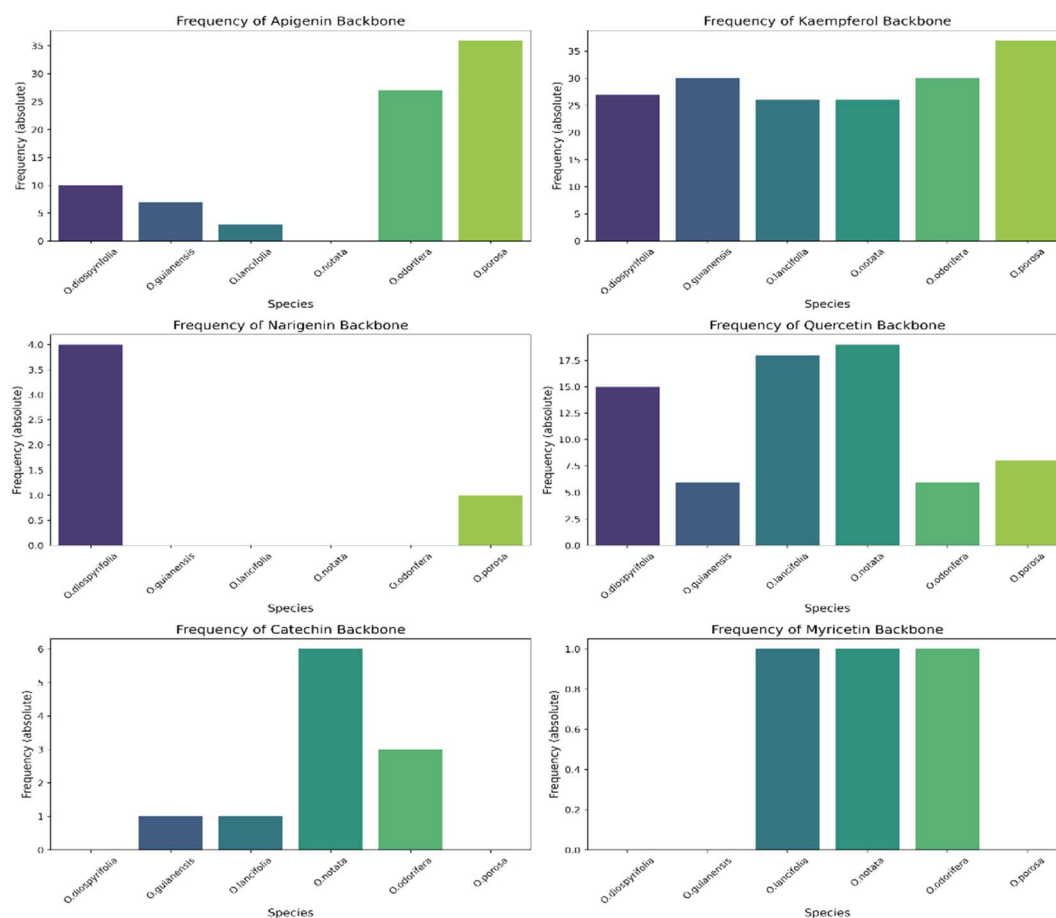 Frequency of Apigenin Backbone
Frequency (absolute)
35
30
25
20
15
10
5
0
O.diospyrifolia
O.guianensis
O.lancifolia
O.notata
O.odorifera
O.porosa
Species
Frequency of Kaempferol Backbone
Frequency (absolute)
35
30
25
20
15
10
5
0
O.diospyrifolia
O.guianensis
O.lancifolia
O.notata
O.odorifera
O.porosa
Species
Frequency of Narigenin Backbone
Frequency (absolute)
4.0
3.5
3.0
2.5
2.0
1.5
1.0
0.5
0.0
O.diospyrifolia
O.guianensis
O.lancifolia
O.notata
O.odorifera
O.porosa
Species
Frequency of Quercetin Backbone
Frequency (absolute)
17.5
15.0
12.5
10.0
7.5
5.0
2.5
0.0
O.diospyrifolia
O.guianensis
O.lancifolia
O.notata
O.odorifera
O.porosa
Species
Frequency of Catechin Backbone
Frequency (absolute)
6
5
4
3
2
1
0
O.diospyrifolia
O.guianensis
O.lancifolia
O.notata
O.odorifera
O.porosa
Species
Frequency of Myricetin Backbone
Frequency (absolute)
1.0
0.8
0.6
0.4
0.2
0.0
O.diospyrifolia
O.guianensis
O.lancifolia
O.notata
O.odorifera
O.porosa
Species